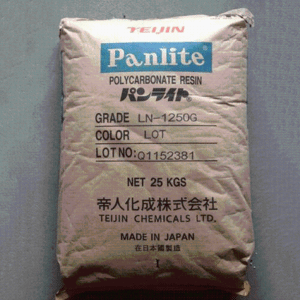 TEIJIN
Panlite®
POLYCARBONATE RESIN
パンライト®
GRADE LN-1250G
COLOR LOT
LOT NO: Q1152381
NET 25 KGS
帝人化成株式会社
TEIJIN CHEMICALS LTD.
MADE IN JAPAN
在日本國製造
1